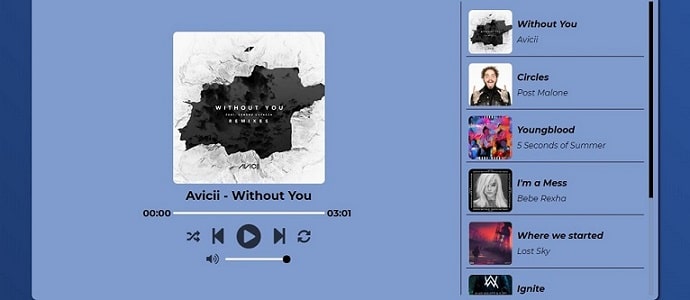 WITHOUT YOU
REMIXES
AVICII
Avicii - Without You
00:00
03:01
Without You
Avicii
Circles
Post Malone
Youngblood
5 Seconds of Summer
I'm a Mess
Bebe Rexha
Where we started
Lost Sky
Ignite